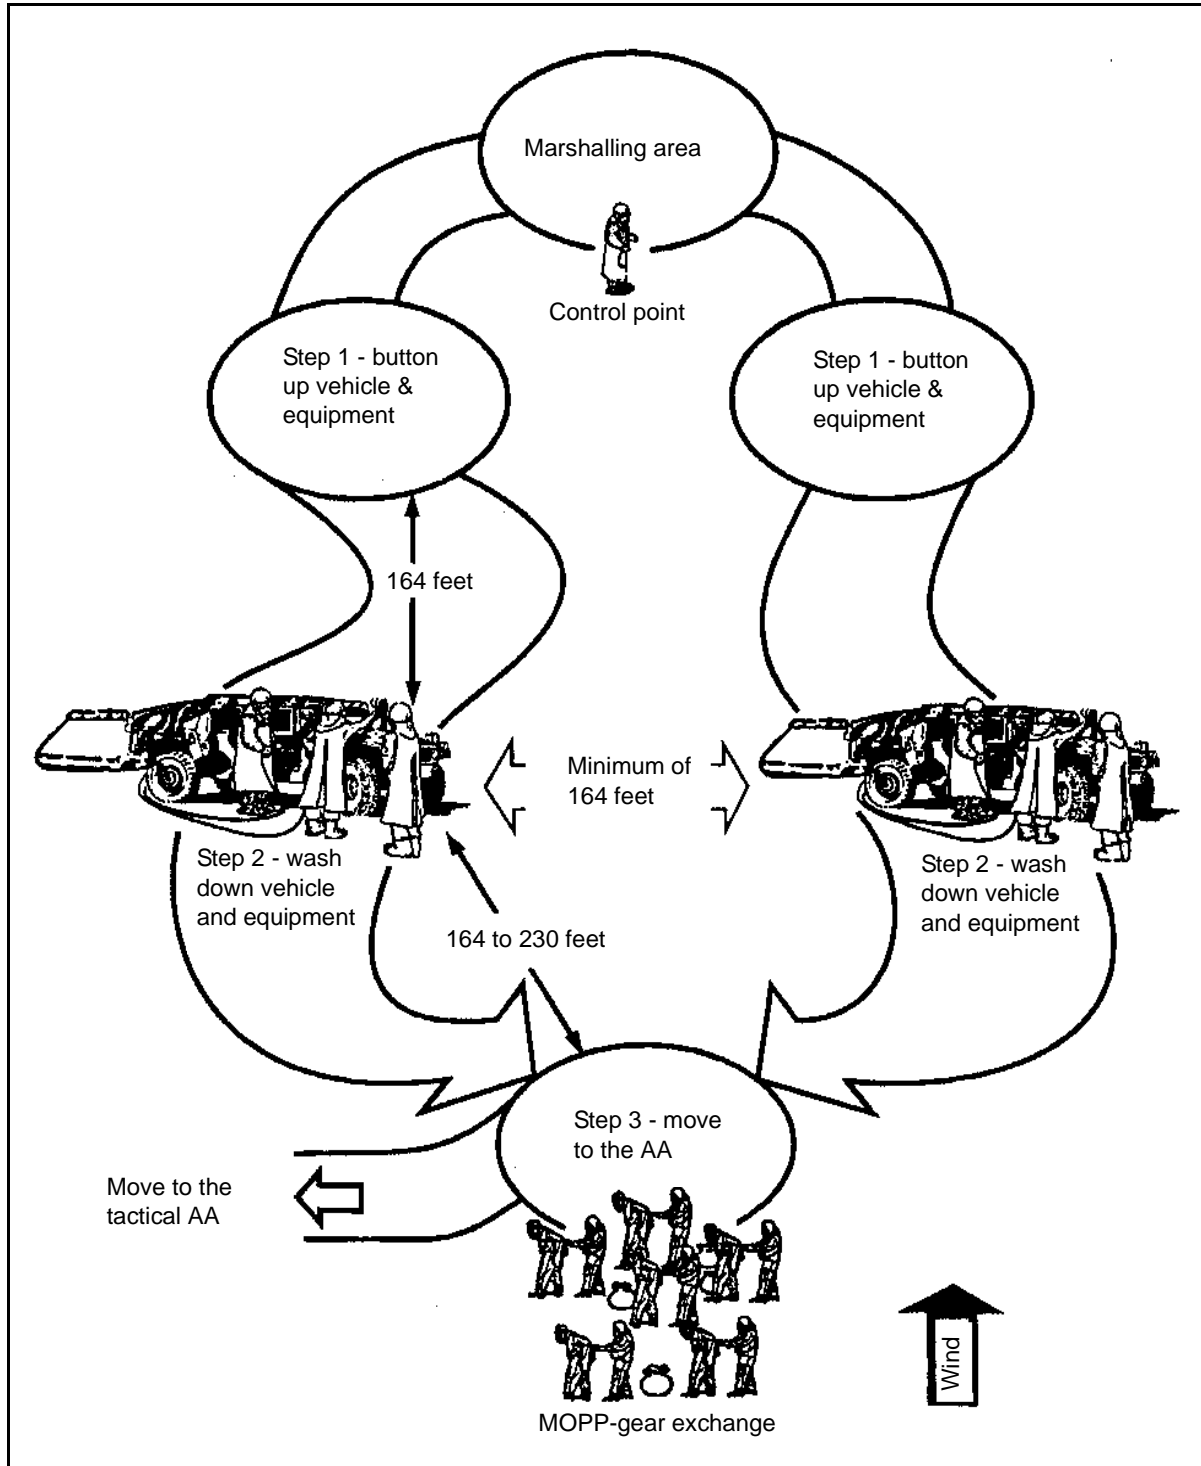 Marshalling area
Control point
Step 1 - button
up vehicle &
equipment
Step 1 - button
up vehicle &
equipment
164 feet
Minimum of
164 feet
Step 2 - wash
down vehicle
and equipment
Step 2 - wash
down vehicle
and equipment
164 to 230 feet
Step 3 - move
to the AA
Move to the
tactical AA
Wind
MOPP-gear exchange